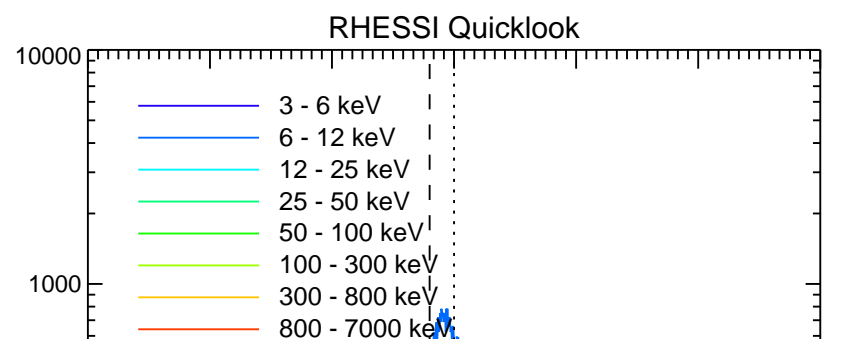 RHESSI Quicklook
10000
3 - 6 keV
6 - 12 keV
12 - 25 keV
25 - 50 keV
50 - 100 keV
100 - 300 keV
1000
300 - 800 keV
800 - 7000 keV